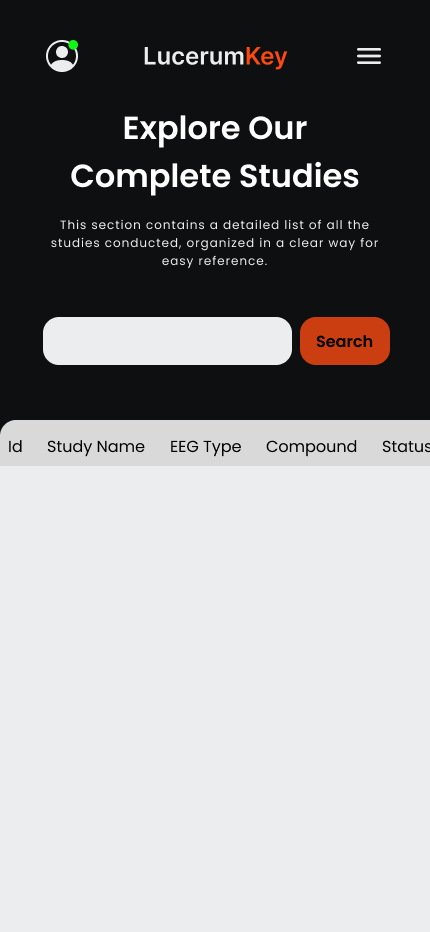 LucerumKey
Explore Our
Complete Studies
This section contains a detailed list of all the
studies conducted, organized in a clear way for
easy reference.
Search
Id Study Name EEG Type Compound Status